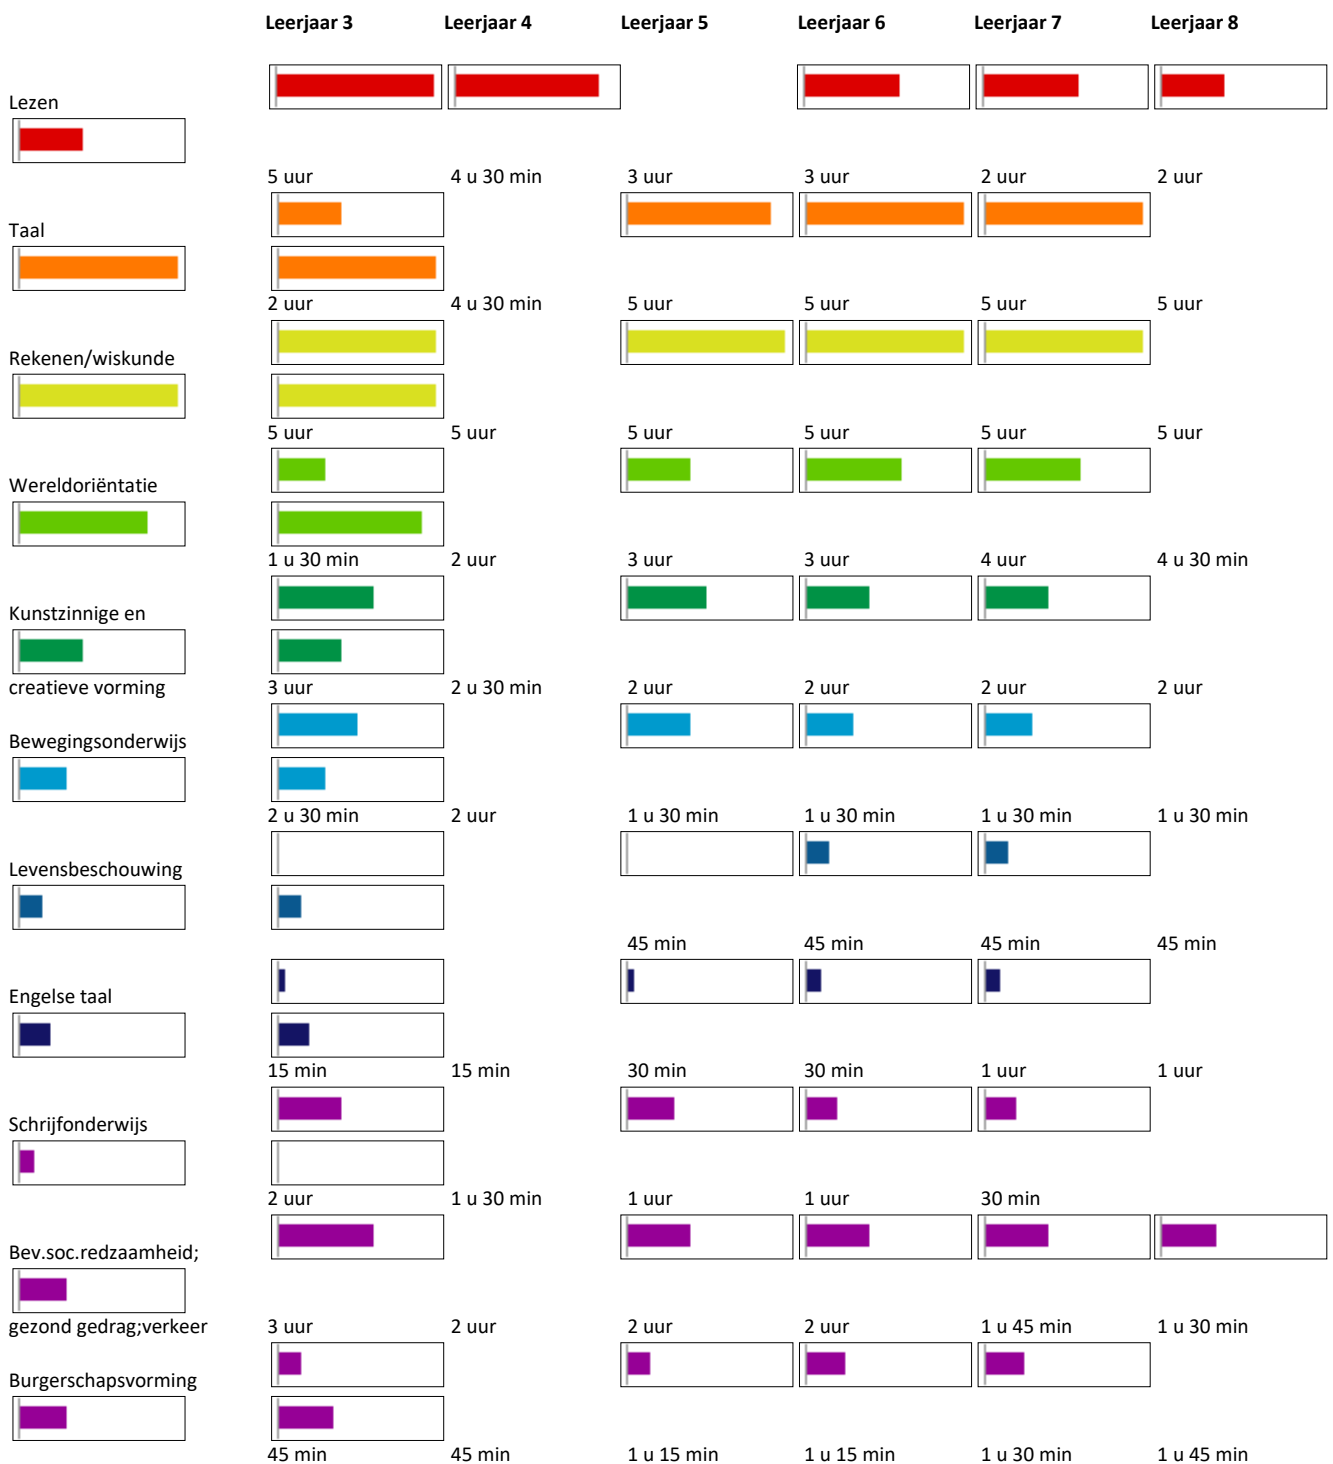 Leerjaar 3 Leerjaar 4 Leerjaar 5 Leerjaar 6 Leerjaar 7 Leerjaar 8
Lezen
5 uur 4 u 30 min 3 uur 3 uur 2 uur 2 uur
Taal
2 uur 4 u 30 min 5 uur 5 uur 5 uur 5 uur
Rekenen/wiskunde
5 uur 5 uur 5 uur 5 uur 5 uur 5 uur
Wereldoriëntatie
1 u 30 min 2 uur 3 uur 3 uur 4 uur 4 u 30 min
Kunstzinnige en
creatieve vorming 3 uur 2 u 30 min 2 uur 2 uur 2 uur 2 uur
Bewegingsonderwijs
2 u 30 min 2 uur 1 u 30 min 1 u 30 min 1 u 30 min 1 u 30 min
Levensbeschouwing
45 min 45 min 45 min 45 min
Engelse taal
15 min 15 min 30 min 30 min 1 uur 1 uur
Schrijfonderwijs
2 uur 1 u 30 min 1 uur 1 uur 30 min
Bev.soc.redzaamheid;
gezond gedrag;verkeer 3 uur 2 uur 2 uur 2 uur 1 u 45 min 1 u 30 min
Burgerschapsvorming
45 min 45 min 1 u 15 min 1 u 15 min 1 u 30 min 1 u 45 min